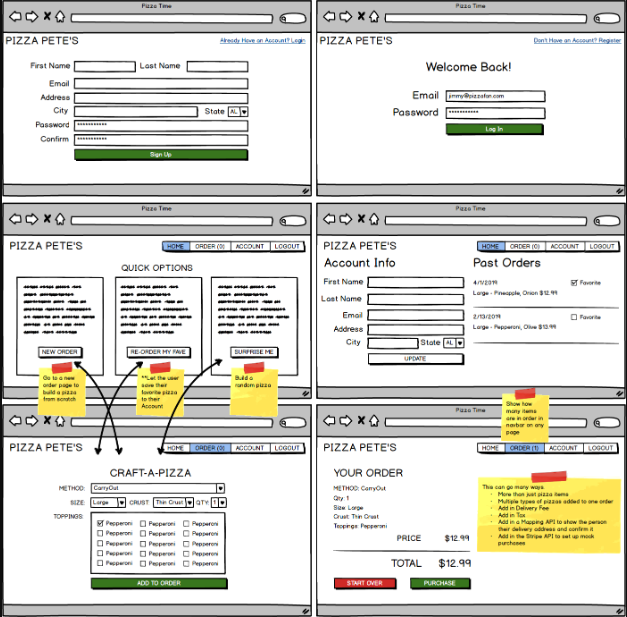 Pizza Time
PIZZA PETE'S
Already Have an Account? Login
First Name
Last Name
Email
Address
City
State AL
Password ***********
Confirm ***********
Sign Up
Pizza Time
PIZZA PETE'S
Don't Have an Account? Register
Welcome Back!
Email jimmy@pizzafan.com
Password ***********
Log In
Pizza Time
PIZZA PETE'S
HOME ORDER (0) ACCOUNT LOGOUT
QUICK OPTIONS
NEW ORDER
RE-ORDER MY FAVE
SURPRISE ME
Go to a new
order page to
build a pizza
from scratch
**Let the user
save their
favorite pizza
to their
Account
Build a
random pizza
Pizza Time
PIZZA PETE'S
HOME ORDER (0) ACCOUNT LOGOUT
Account Info
First Name
Last Name
Email
Address
City
State AL
UPDATE
Past Orders
4/1/2019
Favorite
Large - Pineapple, Onion $12.99
2/13/2019
Favorite
Large - Pepperoni, Olive $12.99
Pizza Time
PIZZA PETE'S
HOME ORDER (0) ACCOUNT LOGOUT
CRAFT-A-PIZZA
METHOD: CarryOut
SIZE: Large CRUST: Thin Crust QTY: 1
TOPPINGS:
Pepperoni Pepperoni Pepperoni
Pepperoni Pepperoni Pepperoni
Pepperoni Pepperoni Pepperoni
Pepperoni Pepperoni Pepperoni
Pepperoni Pepperoni Pepperoni
ADD TO ORDER
Pizza Time
Show how
many items
are in order in
navbar on any
page
PIZZA PETE'S
HOME ORDER (1) ACCOUNT LOGOUT
YOUR ORDER
METHOD: CarryOut
Qty: 1
Size: Large
Crust: Thin Crust
Toppings: Pepperoni
PRICE $12.99
TOTAL $12.99
START OVER
PURCHASE
This can go many ways
- More than just pizza items
- Multiple types of pizzas added to one order
- Add in Delivery Fee
- Add in Tax
- Add in a Mapping API to show the person
their delivery address and confirm it
- Add in the Stripe API to set up mock
purchases